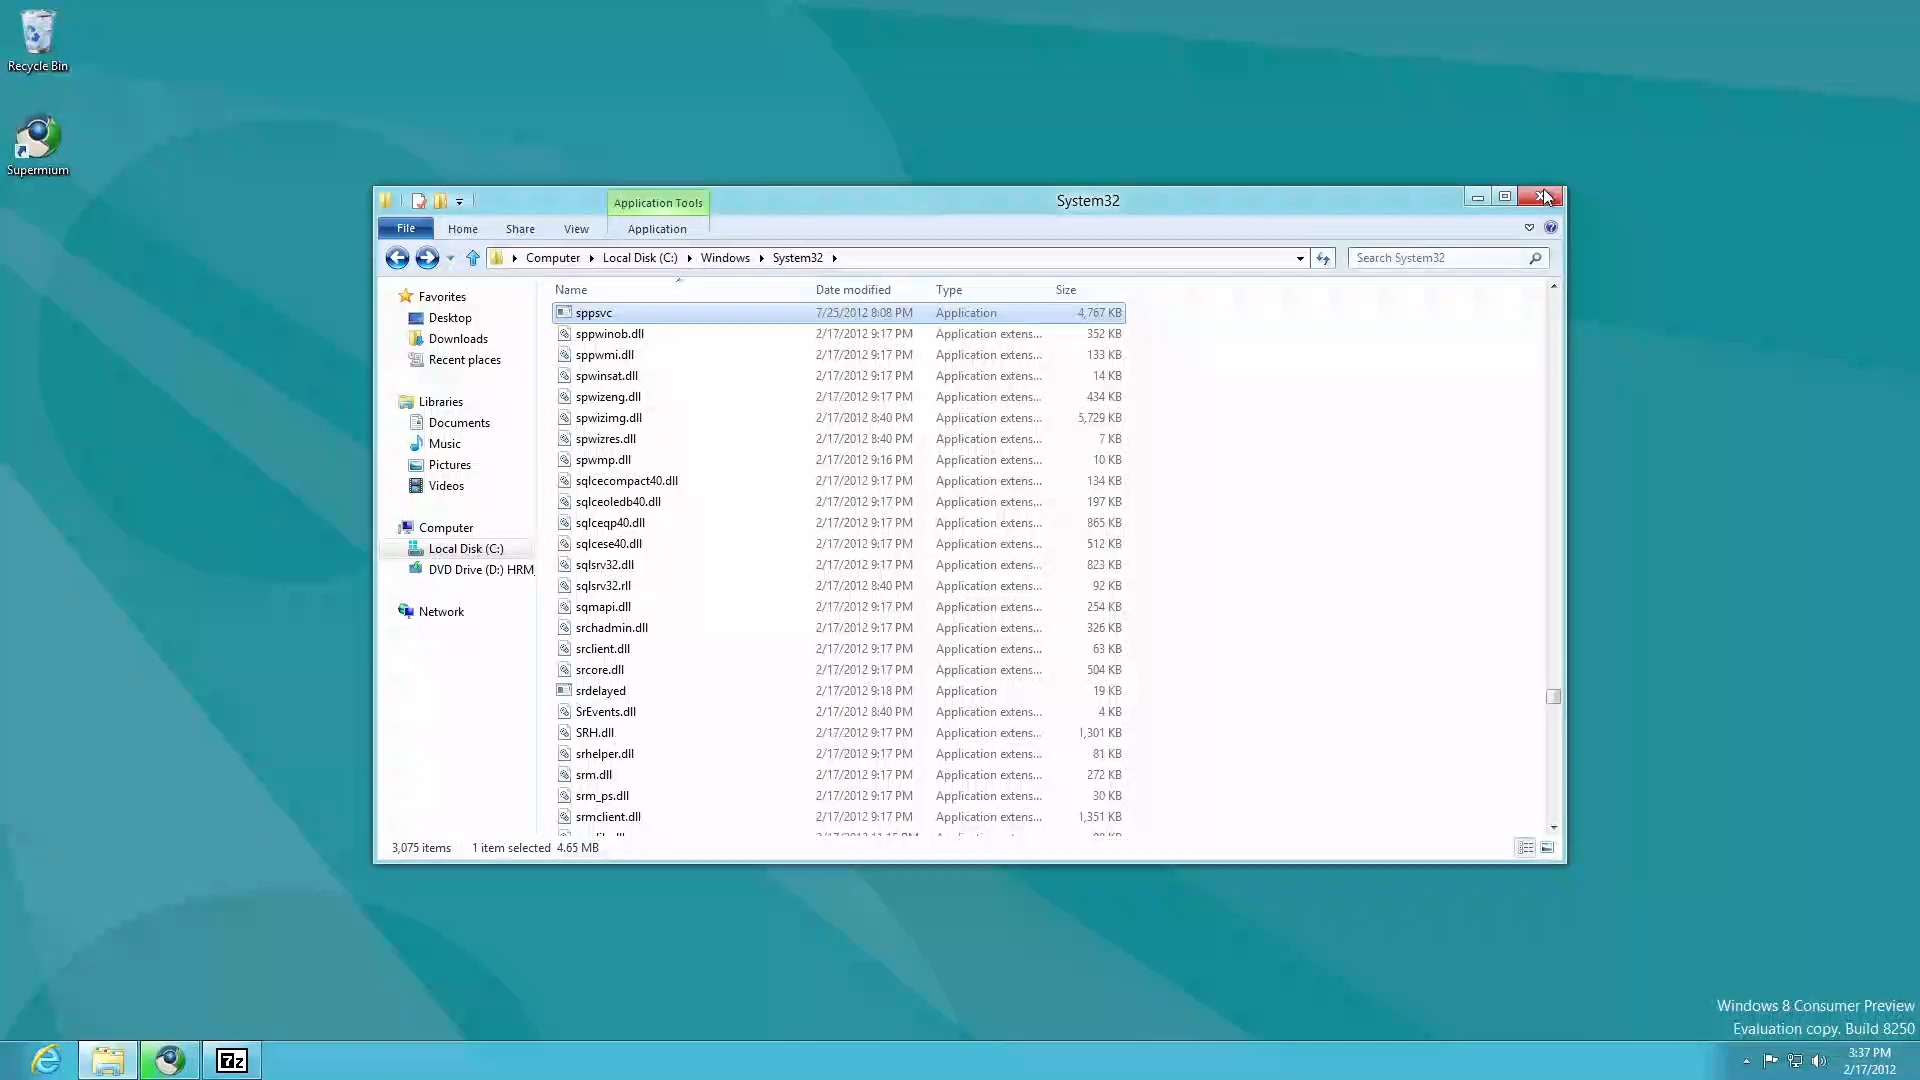 Recycle Bin
Supermium
Application Tools
System32
File Home Share View Application
Computer Local Disk (C:) Windows System32
Search System32
Name Date modified Type Size
Favorites
Desktop
Downloads
Recent places
Libraries
Documents
Music
Pictures
Videos
Computer
Local Disk (C:)
DVD Drive (D:) HRM_
Network
sppsvc 7/25/2012 8:08 PM Application 4,767 KB
sppwinob.dll 2/17/2012 9:17 PM Application extens... 352 KB
sppwmi.dll 2/17/2012 9:17 PM Application extens... 133 KB
spwinsat.dll 2/17/2012 9:17 PM Application extens... 14 KB
spwizeng.dll 2/17/2012 9:17 PM Application extens... 434 KB
spwizimg.dll 2/17/2012 8:40 PM Application extens... 5,729 KB
spwizres.dll 2/17/2012 8:40 PM Application extens... 7 KB
spwmp.dll 2/17/2012 9:16 PM Application extens... 10 KB
sqlcecompact40.dll 2/17/2012 9:17 PM Application extens... 134 KB
sqlceoledb40.dll 2/17/2012 9:17 PM Application extens... 197 KB
sqlceqp40.dll 2/17/2012 9:17 PM Application extens... 865 KB
sqlcese40.dll 2/17/2012 9:17 PM Application extens... 512 KB
sqlsrv32.dll 2/17/2012 9:17 PM Application extens... 823 KB
sqlsrv32.rll 2/17/2012 8:40 PM Application extens... 92 KB
sqmapi.dll 2/17/2012 9:17 PM Application extens... 254 KB
srchadmin.dll 2/17/2012 9:17 PM Application extens... 326 KB
srclient.dll 2/17/2012 9:17 PM Application extens... 63 KB
srcore.dll 2/17/2012 9:17 PM Application extens... 504 KB
srdelayed 2/17/2012 9:18 PM Application 19 KB
SrEvents.dll 2/17/2012 8:40 PM Application extens... 4 KB
SRH.dll 2/17/2012 9:17 PM Application extens... 1,301 KB
srhelper.dll 2/17/2012 9:17 PM Application extens... 81 KB
srm.dll 2/17/2012 9:17 PM Application extens... 272 KB
srm_ps.dll 2/17/2012 9:17 PM Application extens... 30 KB
srmclient.dll 2/17/2012 9:17 PM Application extens... 1,351 KB
3,075 items 1 item selected 4.65 MB
Windows 8 Consumer Preview
Evaluation copy. Build 8250
7z
3:37 PM
2/17/2012